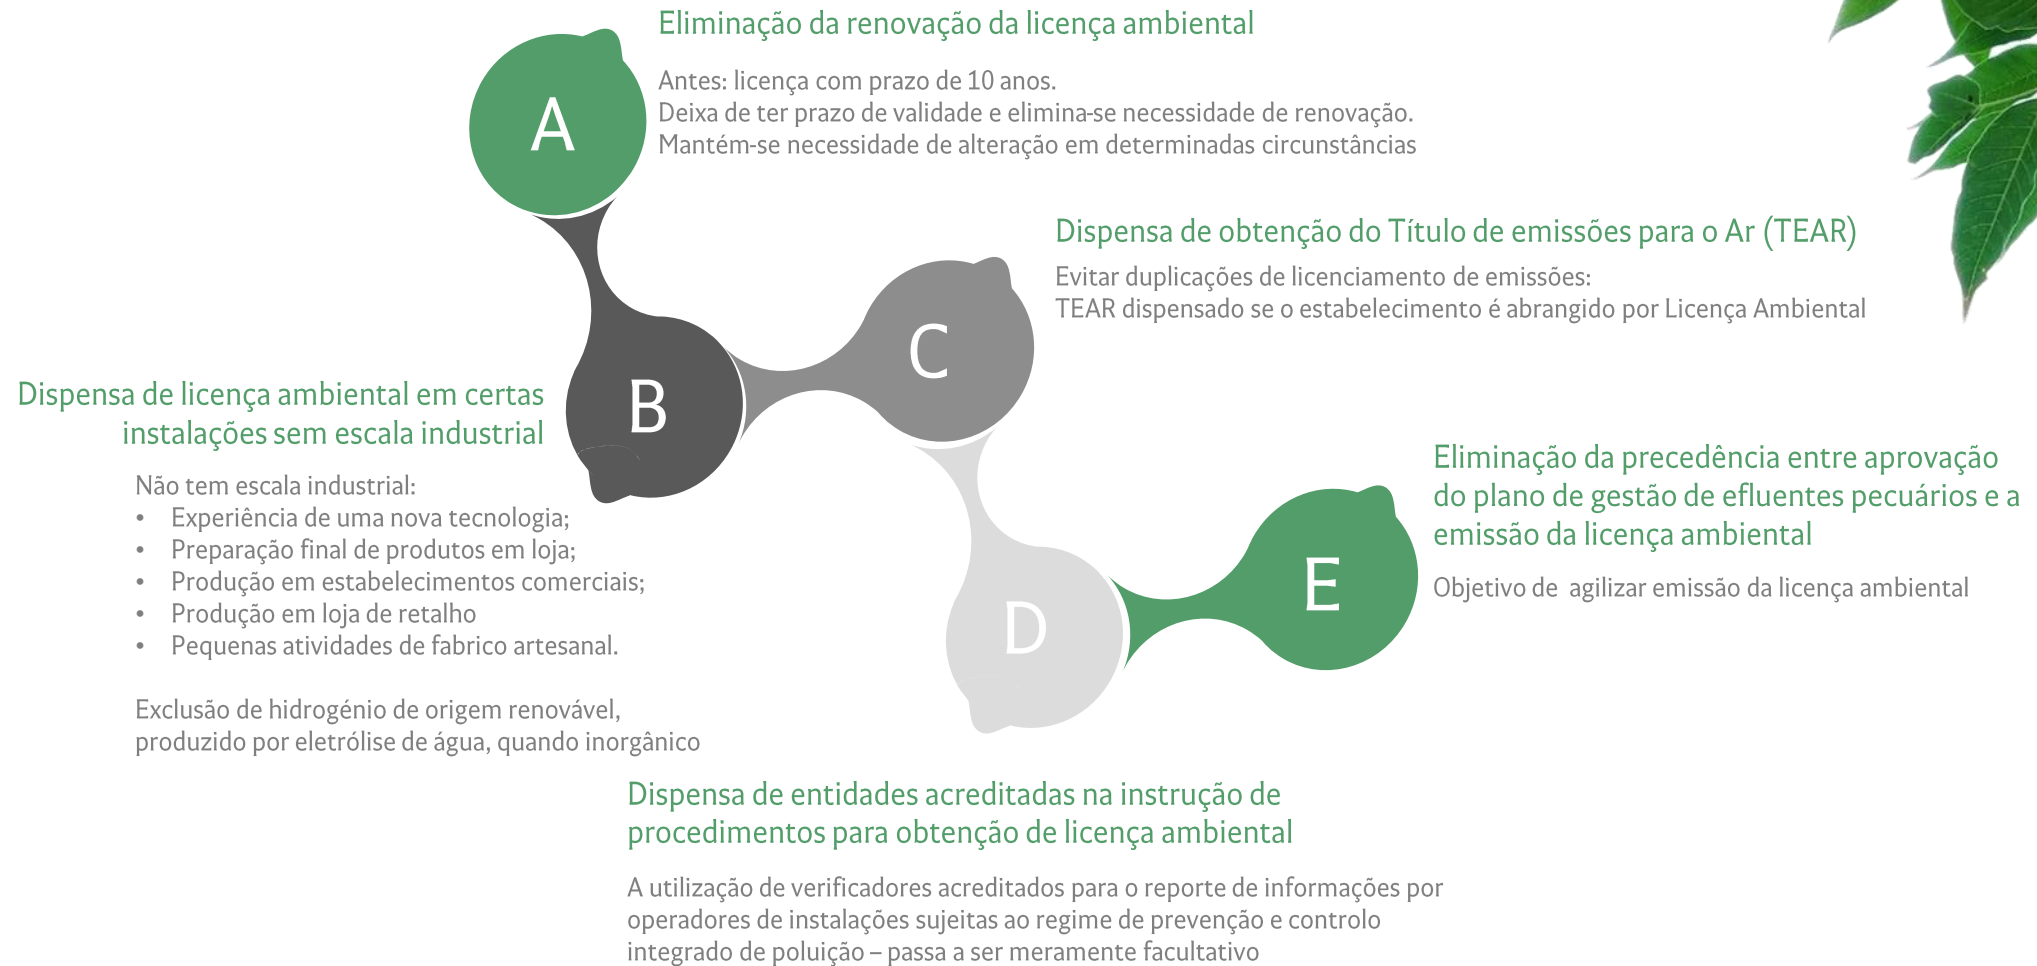 A
Eliminação da renovação da licença ambiental
Antes: licença com prazo de 10 anos.
Deixa de ter prazo de validade e elimina-se necessidade de renovação.
Mantém-se necessidade de alteração em determinadas circunstâncias
B
Dispensa de licença ambiental em certas
instalações sem escala industrial
Não tem escala industrial:
• Experiência de uma nova tecnologia;
• Preparação final de produtos em loja;
• Produção em estabelecimentos comerciais;
• Produção em loja de retalho
• Pequenas atividades de fabrico artesanal.
Exclusão de hidrogénio de origem renovável,
produzido por eletrólise de água, quando inorgânico
C
Dispensa de obtenção do Título de emissões para o Ar (TEAR)
Evitar duplicações de licenciamento de emissões:
TEAR dispensado se o estabelecimento é abrangido por Licença Ambiental
D
Dispensa de entidades acreditadas na instrução de
procedimentos para obtenção de licença ambiental
A utilização de verificadores acreditados para o reporte de informações por
operadores de instalações sujeitas ao regime de prevenção e controlo
integrado de poluição – passa a ser meramente facultativo
E
Eliminação da precedência entre aprovação
do plano de gestão de efluentes pecuários e a
emissão da licença ambiental
Objetivo de  agilizar emissão da licença ambiental